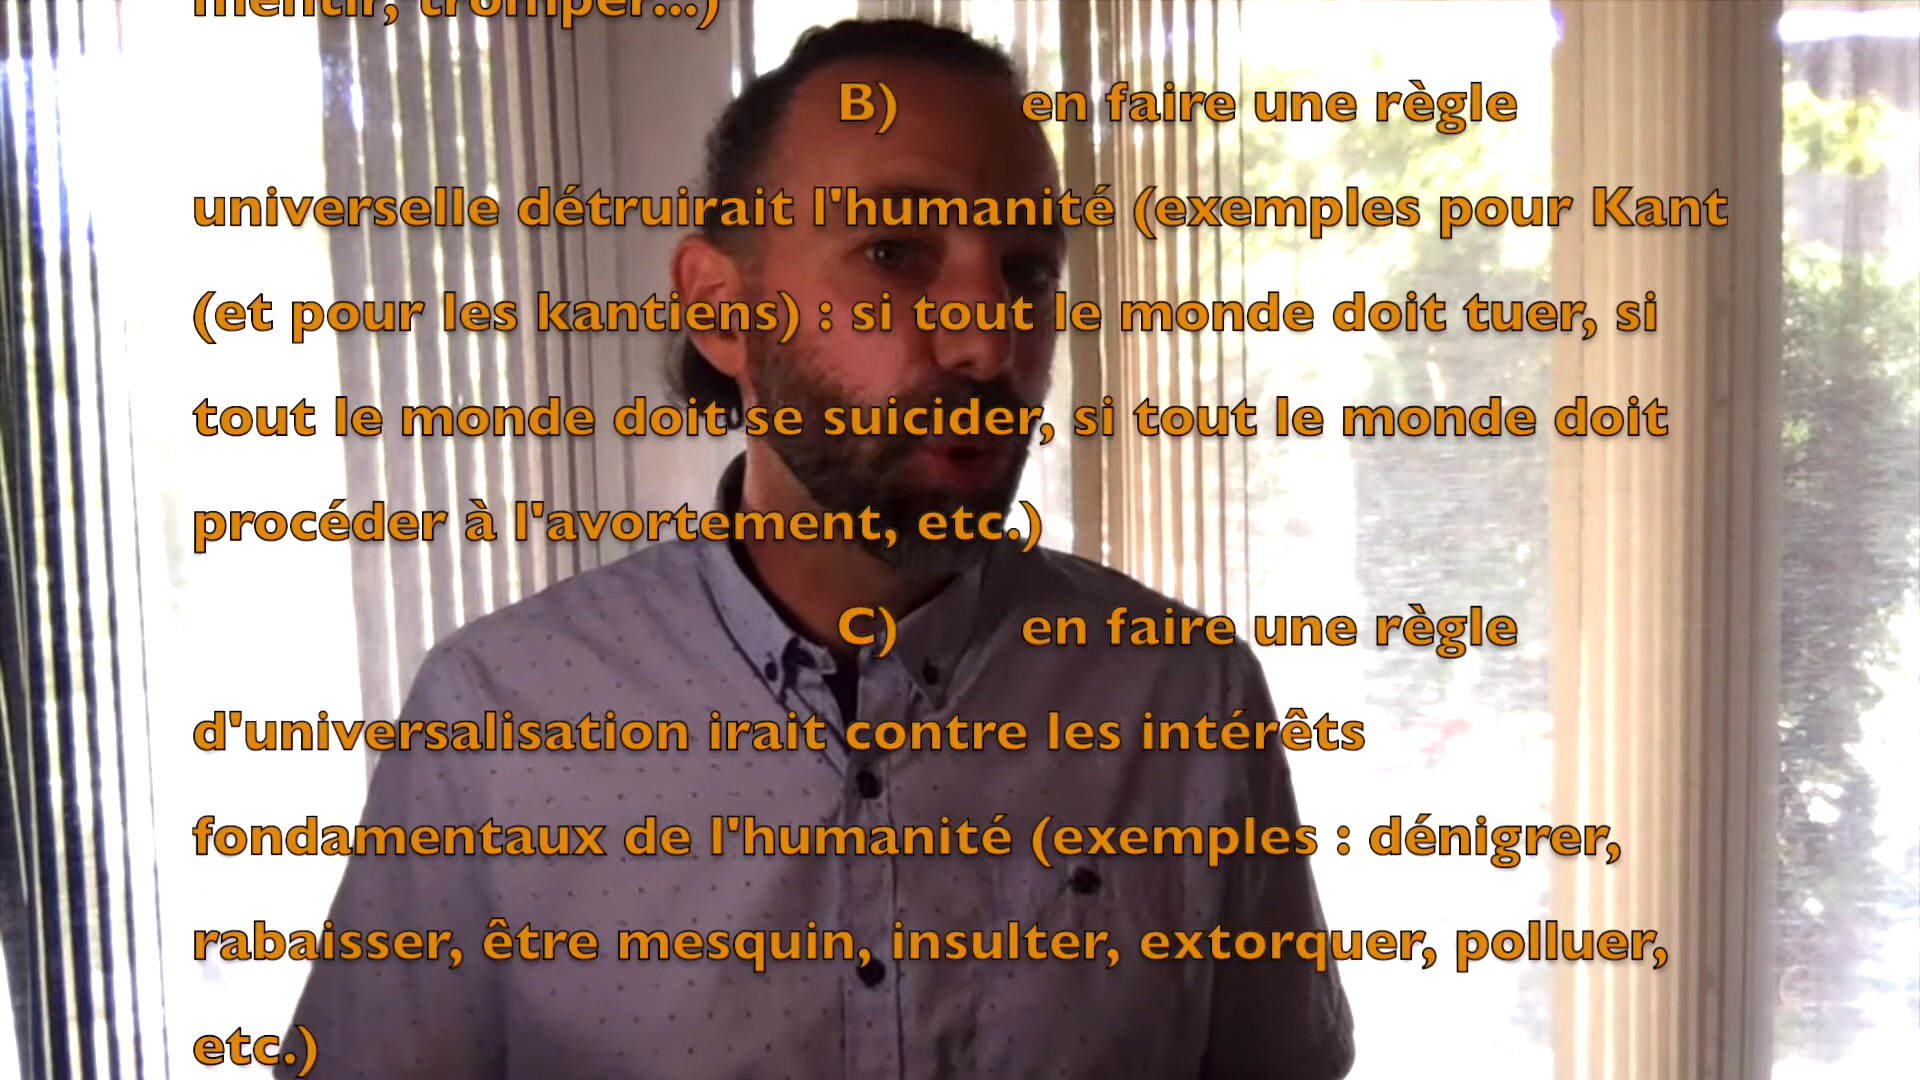 mentir, tromper...)
B) en faire une règle
universelle détruirait l'humanité (exemples pour Kant
(et pour les kantiens) : si tout le monde doit tuer, si
tout le monde doit se suicider, si tout le monde doit
procéder à l'avortement, etc.)
C) en faire une règle
d'universalisation irait contre les intérêts
fondamentaux de l'humanité (exemples : dénigrer,
rabaisser, être mesquin, insulter, extorquer, polluer,
etc.)